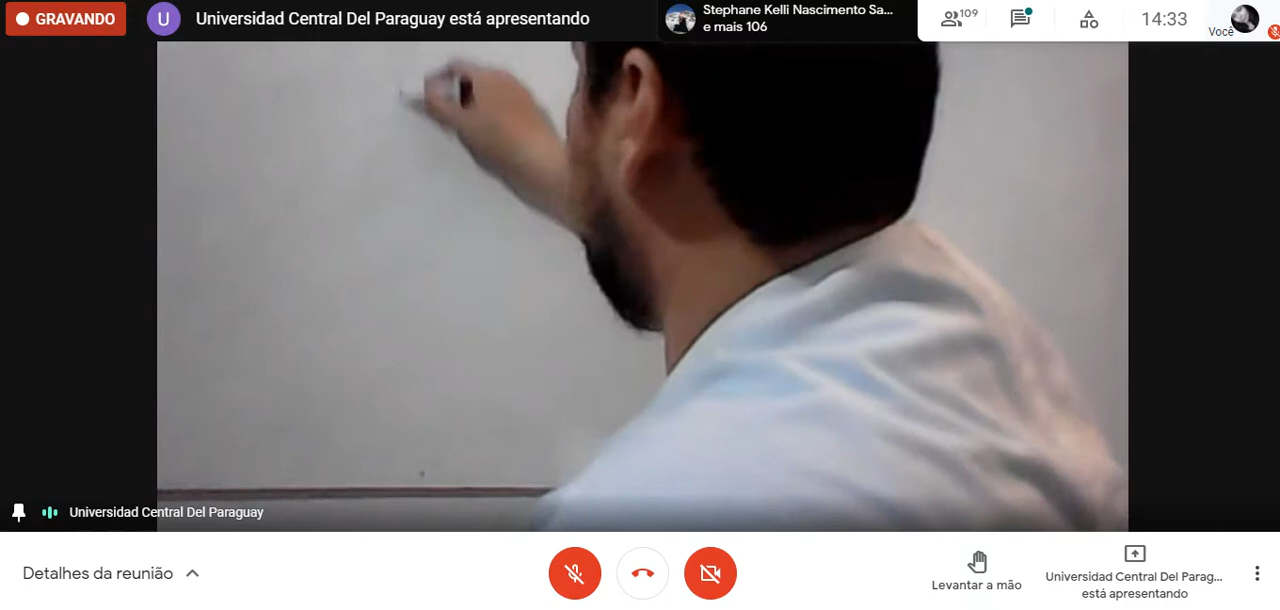 GRAVANDO
U
Universidad Central Del Paraguay está apresentando
Stephane Kelli Nascimento Sa...
e mais 106
109
14:33
Você
Universidad Central Del Paraguay
Detalhes da reunião
Levantar a mão
Universidad Central Del Parag...
está apresentando